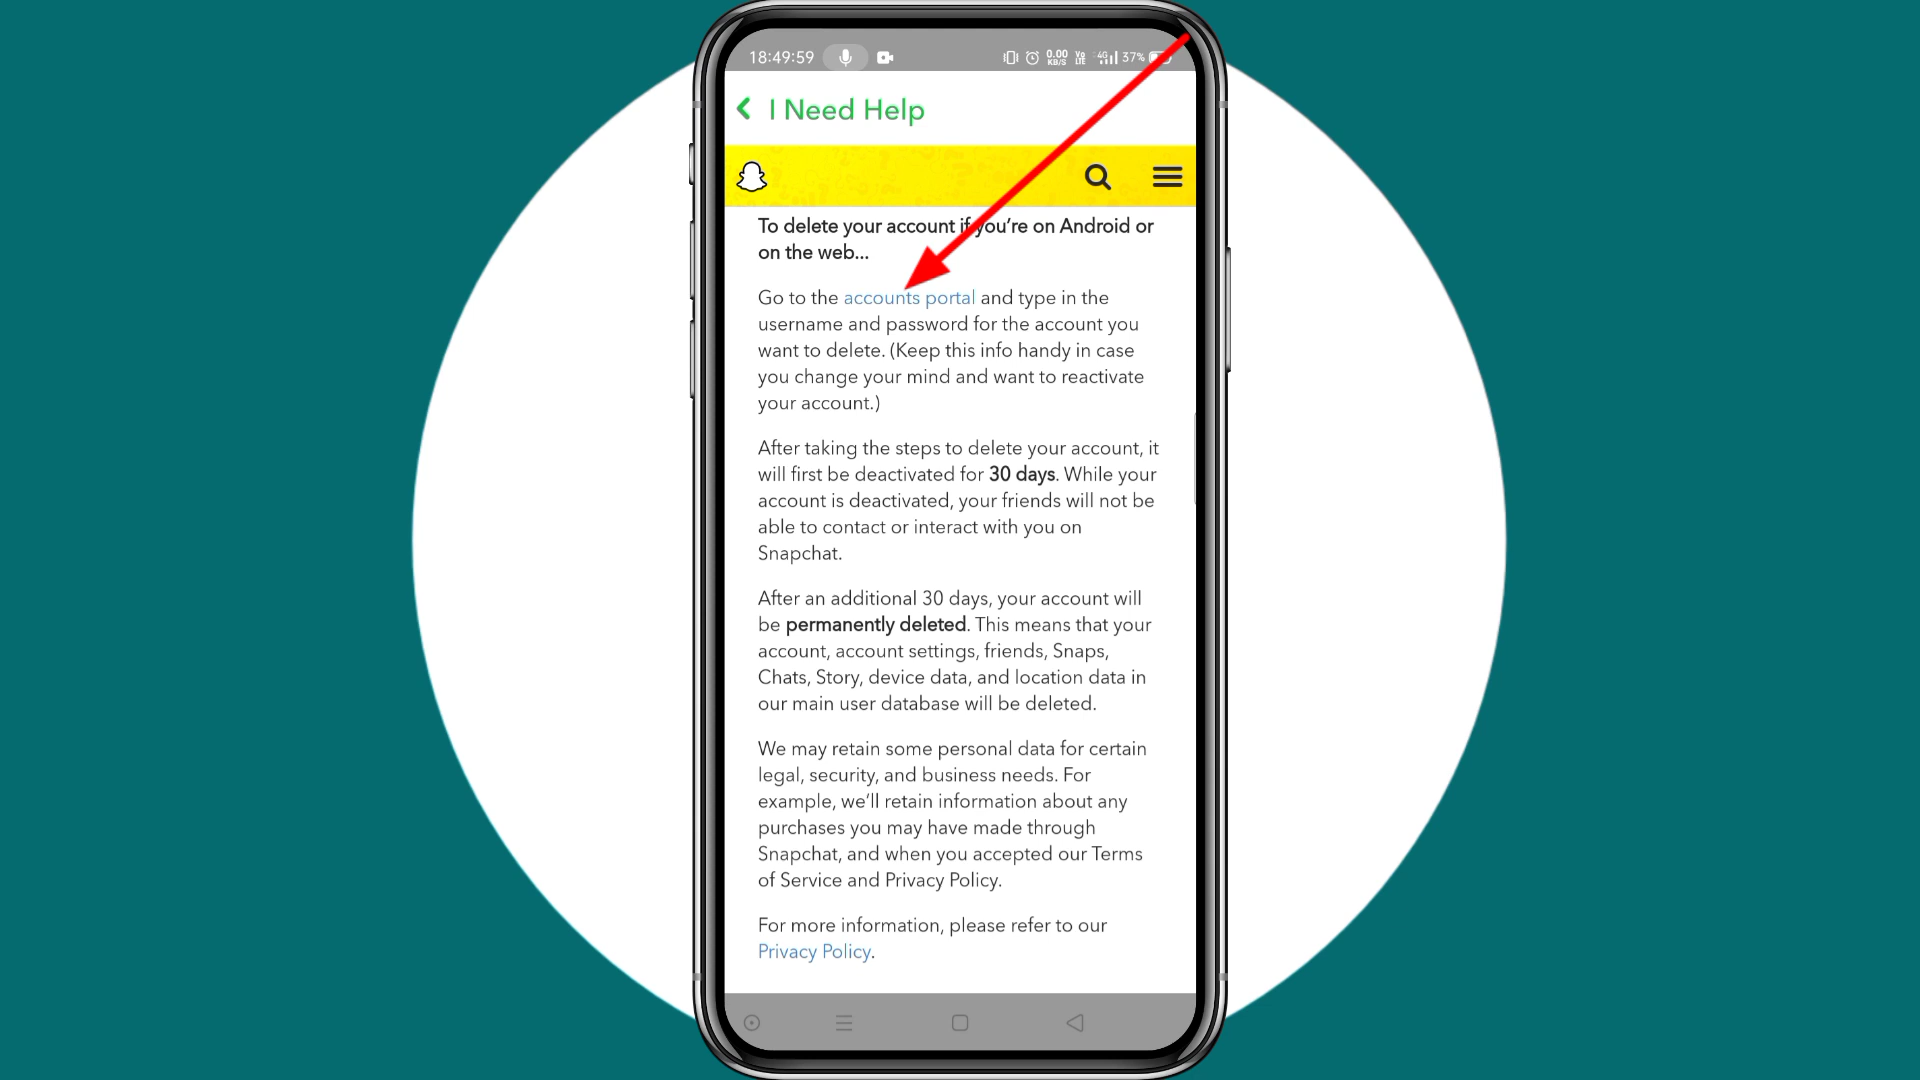 18:49:59
0.00 KB/S Vo LTE 4G 37%
I Need Help
To delete your account if you're on Android or
on the web...
Go to the accounts portal and type in the
username and password for the account you
want to delete. (Keep this info handy in case
you change your mind and want to reactivate
your account.)
After taking the steps to delete your account, it
will first be deactivated for 30 days. While your
account is deactivated, your friends will not be
able to contact or interact with you on
Snapchat.
After an additional 30 days, your account will
be permanently deleted. This means that your
account, account settings, friends, Snaps,
Chats, Story, device data, and location data in
our main user database will be deleted.
We may retain some personal data for certain
legal, security, and business needs. For
example, we'll retain information about any
purchases you may have made through
Snapchat, and when you accepted our Terms
of Service and Privacy Policy.
For more information, please refer to our
Privacy Policy.